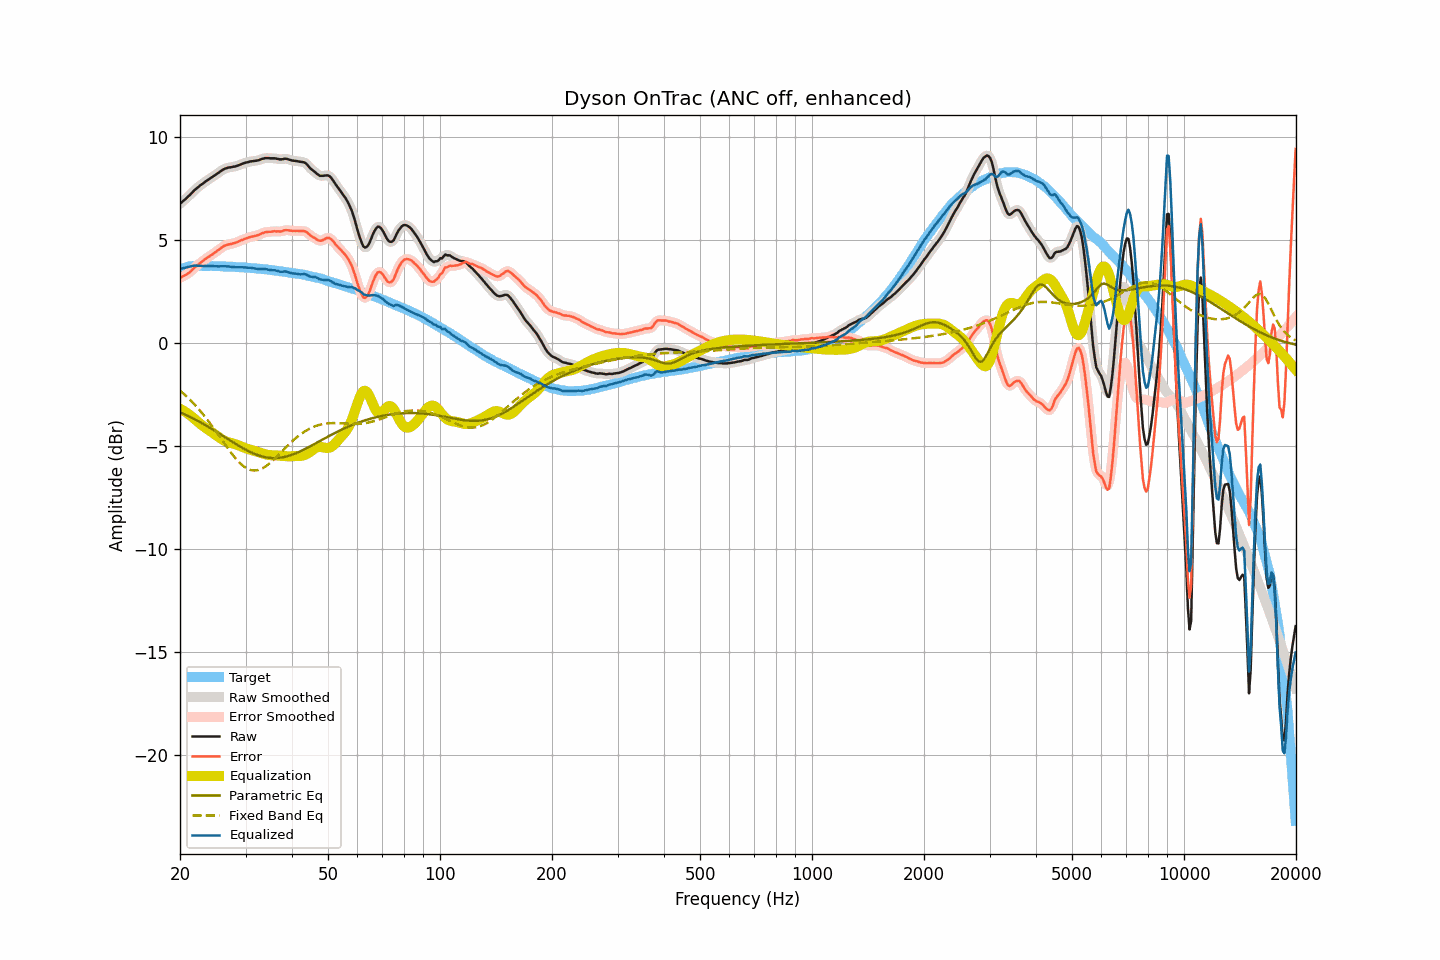 Dyson OnTrac (ANC off, enhanced)
10
5
0
−5
−10
−15
−20
Amplitude (dBr)
Target
Raw Smoothed
Error Smoothed
Raw
Error
Equalization
Parametric Eq
Fixed Band Eq
Equalized
20 50 100 200 500 1000 2000 5000 10000 20000
Frequency (Hz)